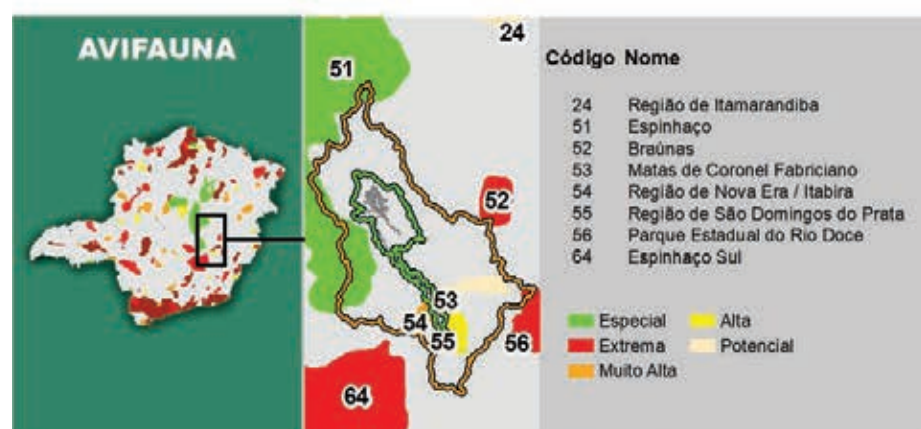 AVIFAUNA
24
51
52
53
54
55
56
64
Código Nome
24 Região de Itamarandiba
51 Espinhaço
52 Braúnas
53 Matas de Coronel Fabriciano
54 Região de Nova Era / Itabira
55 Região de São Domingos do Prata
56 Parque Estadual do Rio Doce
64 Espinhaço Sul
Especial Alta
Extrema Potencial
Muito Alta